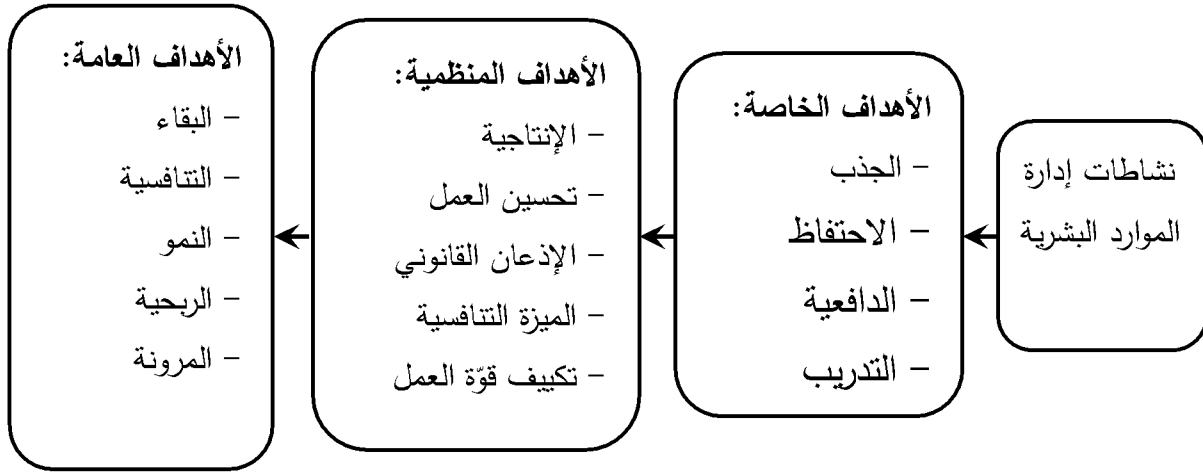 نشاطات إدارة
الموارد البشرية
الأهداف الخاصة:
- الجذب
- الاحتفاظ
- الدافعية
- التدريب
الأهداف المنظمية:
- الإنتاجية
- تحسين العمل
- الإذعان القانوني
- الميزة التنافسية
- تكييف قوّة العمل
الأهداف العامة:
- البقاء
- التنافسية
- النمو
- الربحية
- المرونة